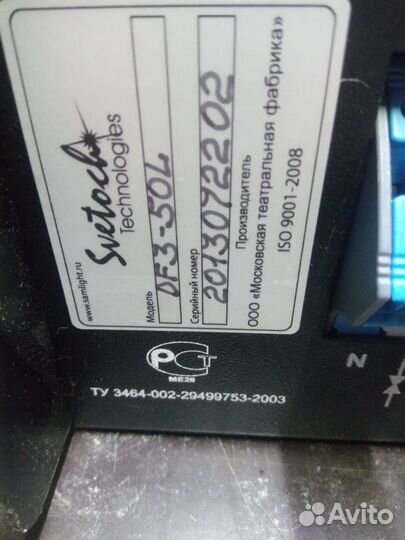 Svetoch
Technologies
www.samlight.ru
Модель
DF3-50L
Серийный номер
2013072202
Производитель
ООО «Московская театральная фабрика»
ISO 9001-2008
РСТ
МЕ28
ТУ 3464-002-29499753-2003
N
Avito